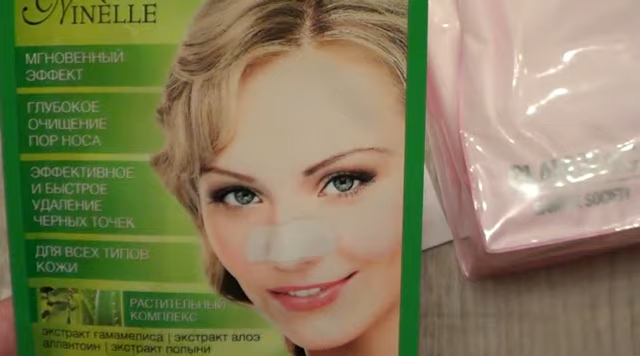 NINÈLLE
МГНОВЕННЫЙ
ЭФФЕКТ
ГЛУБОКОЕ
ОЧИЩЕНИЕ
ПОР НОСА
ЭФФЕКТИВНОЕ
И БЫСТРОЕ
УДАЛЕНИЕ
ЧЕРНЫХ ТОЧЕК
ДЛЯ ВСЕХ ТИПОВ
КОЖИ
РАСТИТЕЛЬНЫЙ
КОМПЛЕКС
экстракт гамамелиса | экстракт алоэ
аллантоин | экстракт полыни